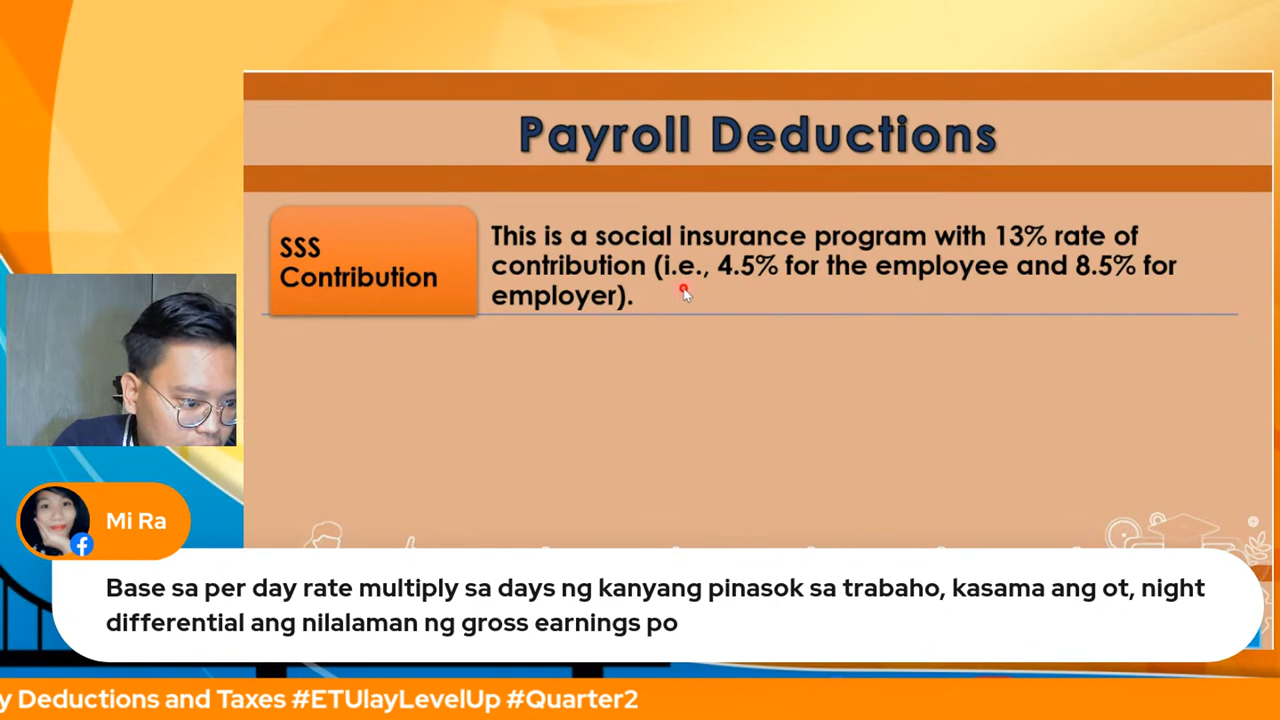 Payroll Deductions
SSS
Contribution
This is a social insurance program with 13% rate of
contribution (i.e., 4.5% for the employee and 8.5% for
employer).
Mi Ra
Base sa per day rate multiply sa days ng kanyang pinasok sa trabaho, kasama ang ot, night
differential ang nilalaman ng gross earnings po
y Deductions and Taxes #ETUlayLevelUp #Quarter2